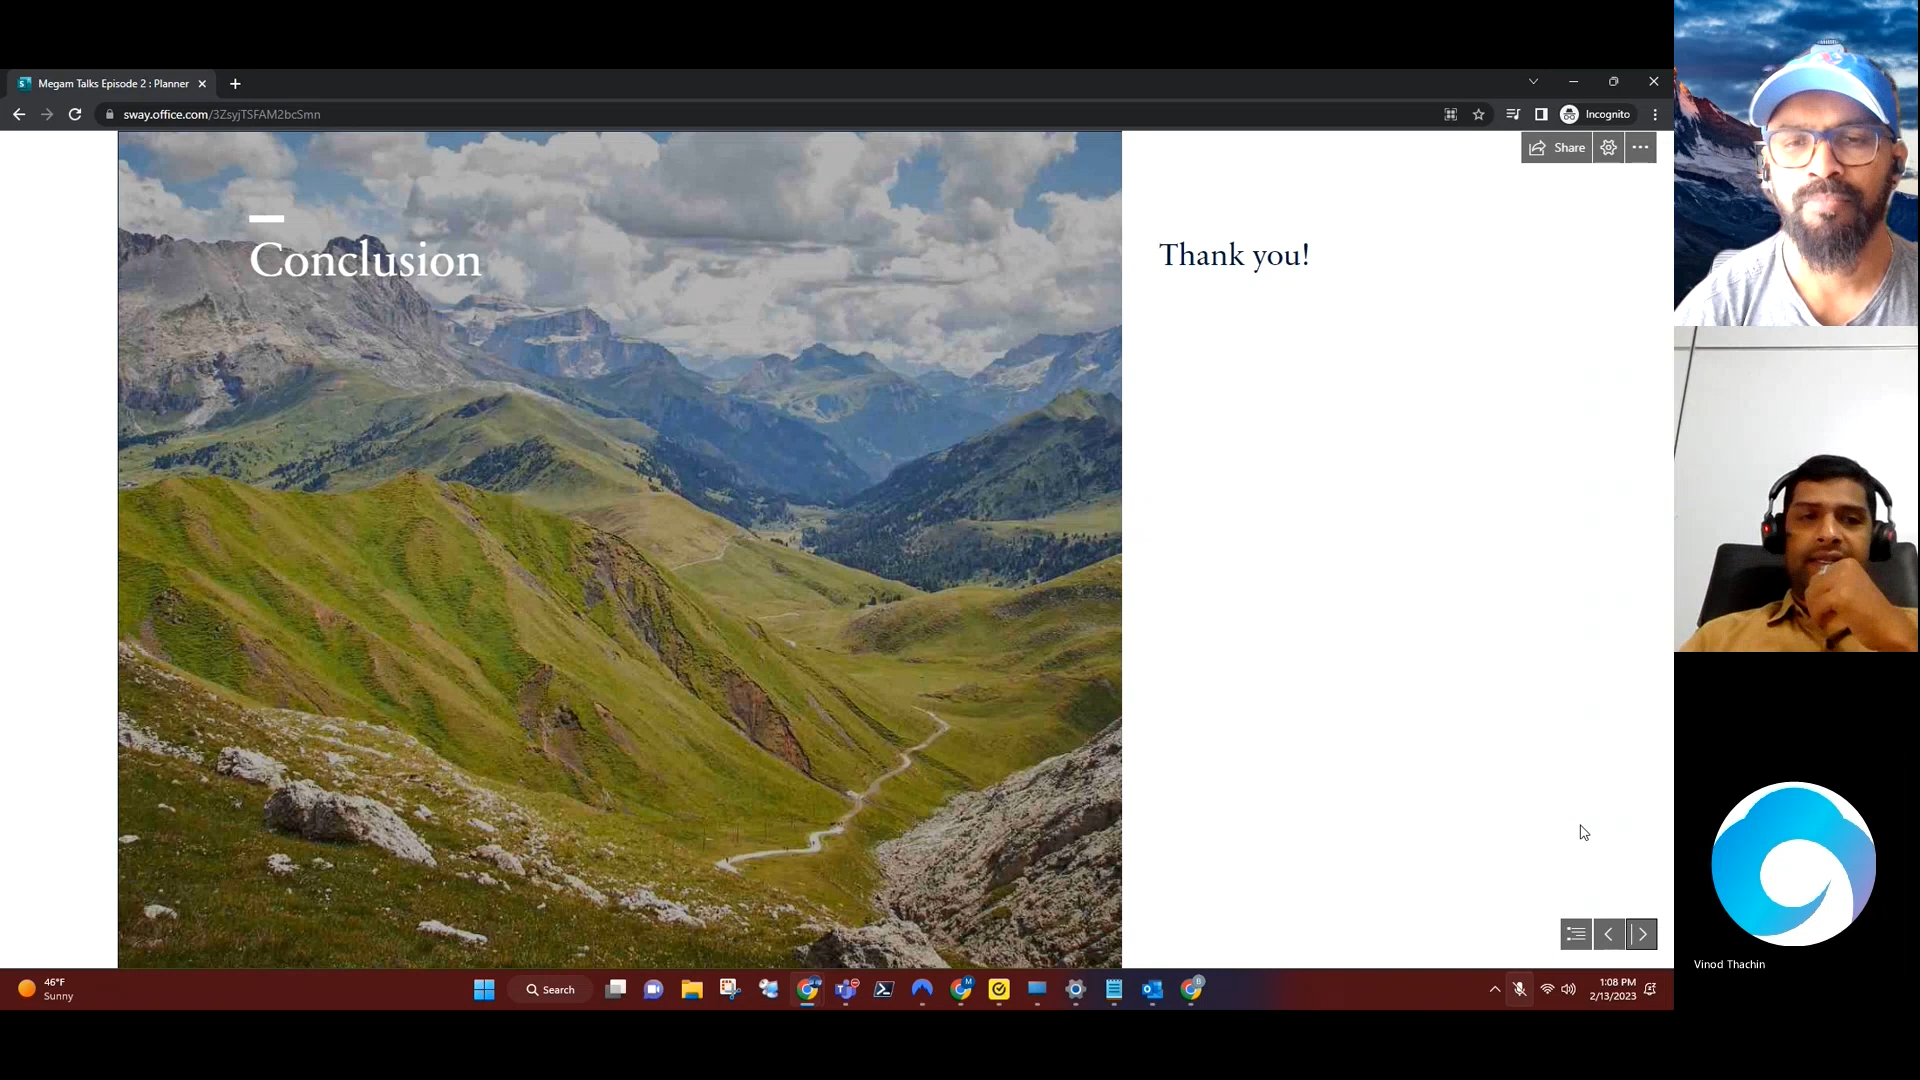 Megam Talks Episode 2 : Planner
sway.office.com/3ZsyjTSFAM2bcSmn
Incognito
Share
Conclusion
Thank you!
Vinod Thachin
46°F
Sunny
Search
1:08 PM
2/13/2023